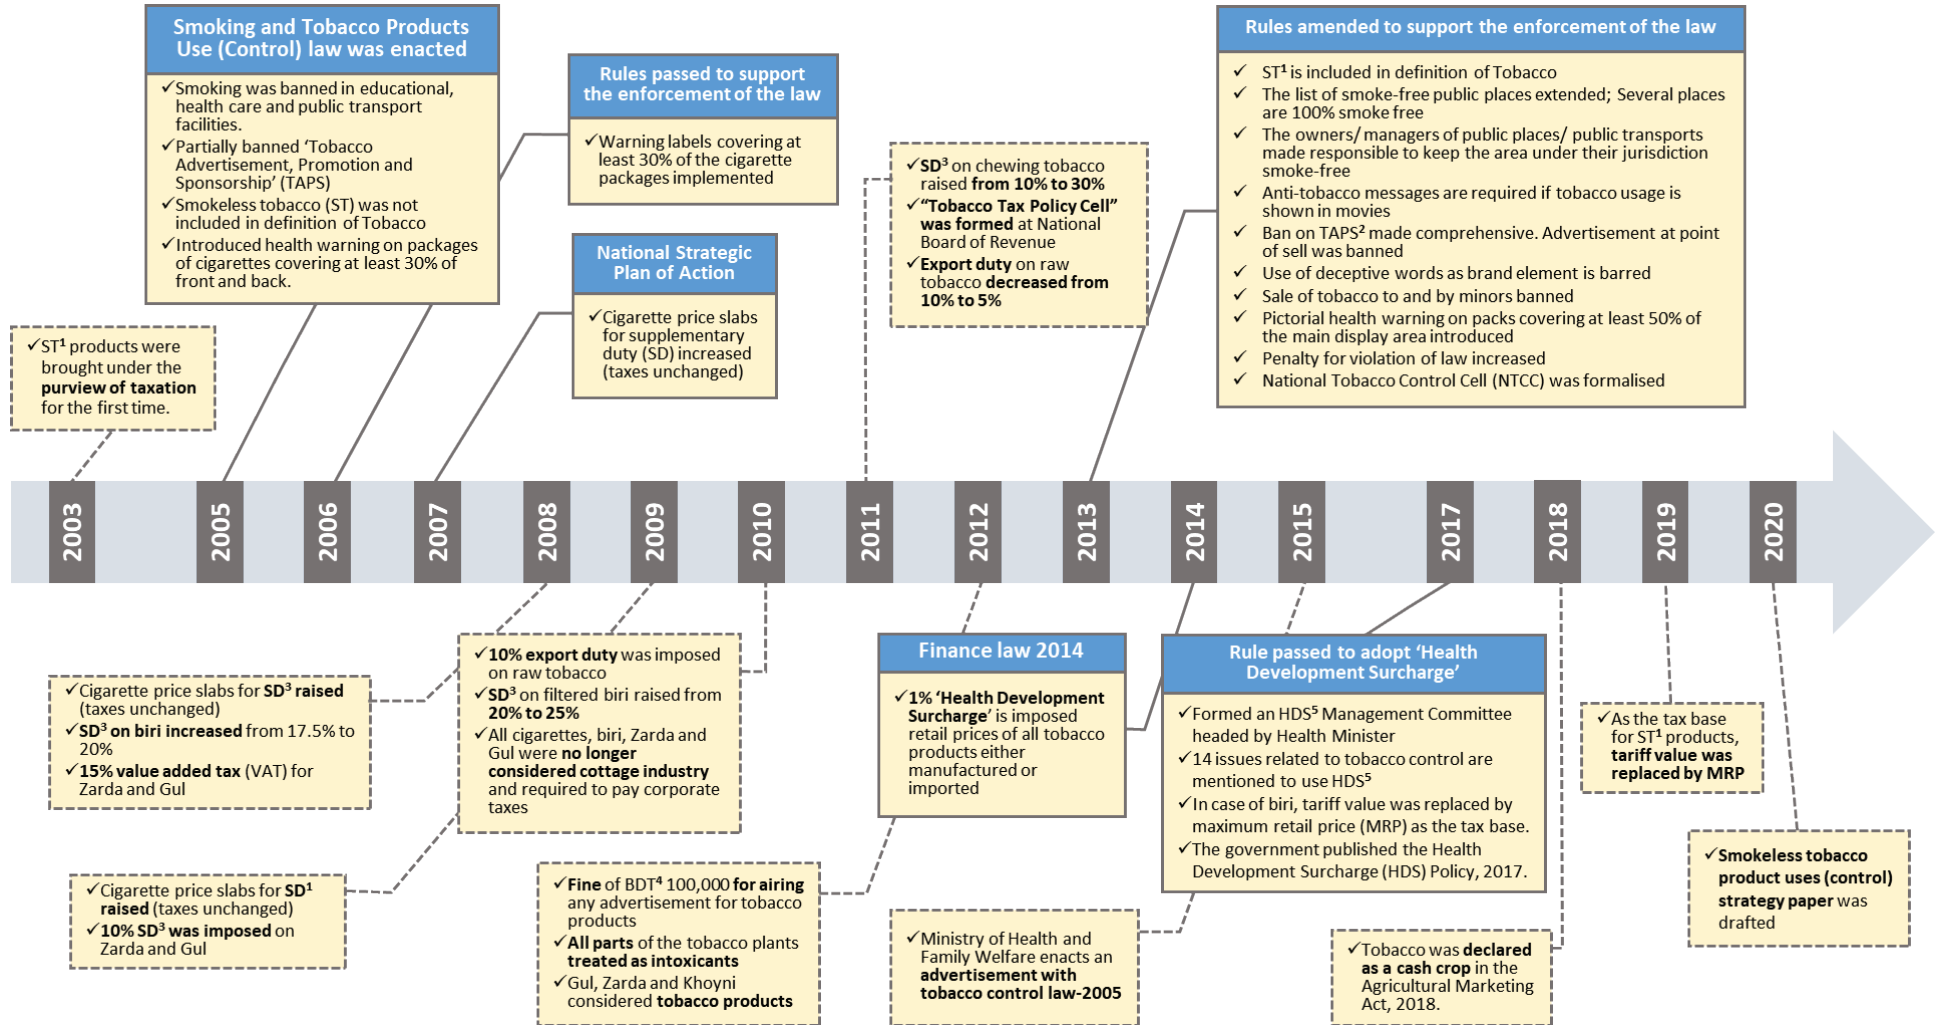 Smoking and Tobacco Products
Use (Control) law was enacted
✓Smoking was banned in educational,
health care and public transport
facilities.
✓Partially banned ‘Tobacco
Advertisement, Promotion and
Sponsorship’ (TAPS)
✓Smokeless tobacco (ST) was not
included in definition of Tobacco
✓Introduced health warning on packages
of cigarettes covering at least 30% of
front and back.
Rules passed to support
the enforcement of the law
✓Warning labels covering at
least 30% of the cigarette
packages implemented
National Strategic
Plan of Action
✓Cigarette price slabs
for supplementary
duty (SD) increased
(taxes unchanged)
✓SD³ on chewing tobacco
raised from 10% to 30%
✓“Tobacco Tax Policy Cell”
was formed at National
Board of Revenue
✓Export duty on raw
tobacco decreased from
10% to 5%
Rules amended to support the enforcement of the law
✓ ST¹ is included in definition of Tobacco
✓ The list of smoke-free public places extended; Several places
are 100% smoke free
✓ The owners/ managers of public places/ public transports
made responsible to keep the area under their jurisdiction
smoke-free
✓ Anti-tobacco messages are required if tobacco usage is
shown in movies
✓ Ban on TAPS² made comprehensive. Advertisement at point
of sell was banned
✓ Use of deceptive words as brand element is barred
✓ Sale of tobacco to and by minors banned
✓ Pictorial health warning on packs covering at least 50% of
the main display area introduced
✓ Penalty for violation of law increased
✓ National Tobacco Control Cell (NTCC) was formalised
✓ST¹ products were
brought under the
purview of taxation
for the first time.
2003
2005
2006
2007
2008
2009
2010
2011
2012
2013
2014
2015
2017
2018
2019
2020
✓Cigarette price slabs for SD³ raised
(taxes unchanged)
✓SD³ on biri increased from 17.5% to
20%
✓15% value added tax (VAT) for
Zarda and Gul
✓Cigarette price slabs for SD¹
raised (taxes unchanged)
✓10% SD³ was imposed on
Zarda and Gul
✓10% export duty was imposed
on raw tobacco
✓SD³ on filtered biri raised from
20% to 25%
✓All cigarettes, biri, Zarda and
Gul were no longer
considered cottage industry
and required to pay corporate
taxes
✓Fine of BDT⁴ 100,000 for airing
any advertisement for tobacco
products
✓All parts of the tobacco plants
treated as intoxicants
✓Gul, Zarda and Khoyni
considered tobacco products
Finance law 2014
✓1% ‘Health Development
Surcharge’ is imposed
retail prices of all tobacco
products either
manufactured or
imported
✓Ministry of Health and
Family Welfare enacts an
advertisement with
tobacco control law-2005
Rule passed to adopt ‘Health
Development Surcharge’
✓Formed an HDS⁵ Management Committee
headed by Health Minister
✓14 issues related to tobacco control are
mentioned to use HDS⁵
✓In case of biri, tariff value was replaced by
maximum retail price (MRP) as the tax base.
✓The government published the Health
Development Surcharge (HDS) Policy, 2017.
✓Tobacco was declared
as a cash crop in the
Agricultural Marketing
Act, 2018.
✓As the tax base
for ST¹ products,
tariff value was
replaced by MRP
✓Smokeless tobacco
product uses (control)
strategy paper was
drafted